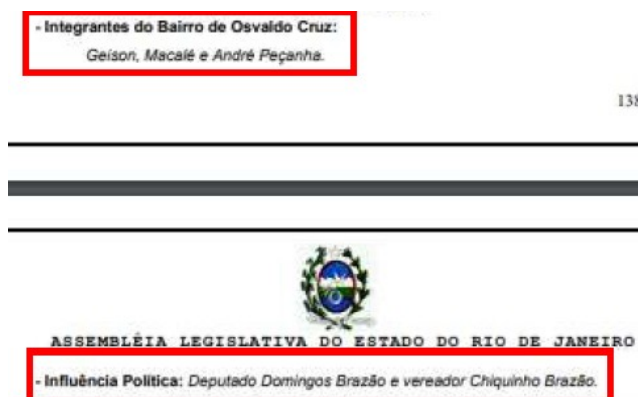 - Integrantes do Bairro de Osvaldo Cruz:
Geison, Macalé e André Peçanha.
138
ASSEMBLÉIA LEGISLATIVA DO ESTADO DO RIO DE JANEIRO
- Influência Política: Deputado Domingos Brazão e vereador Chiquinho Brazão.